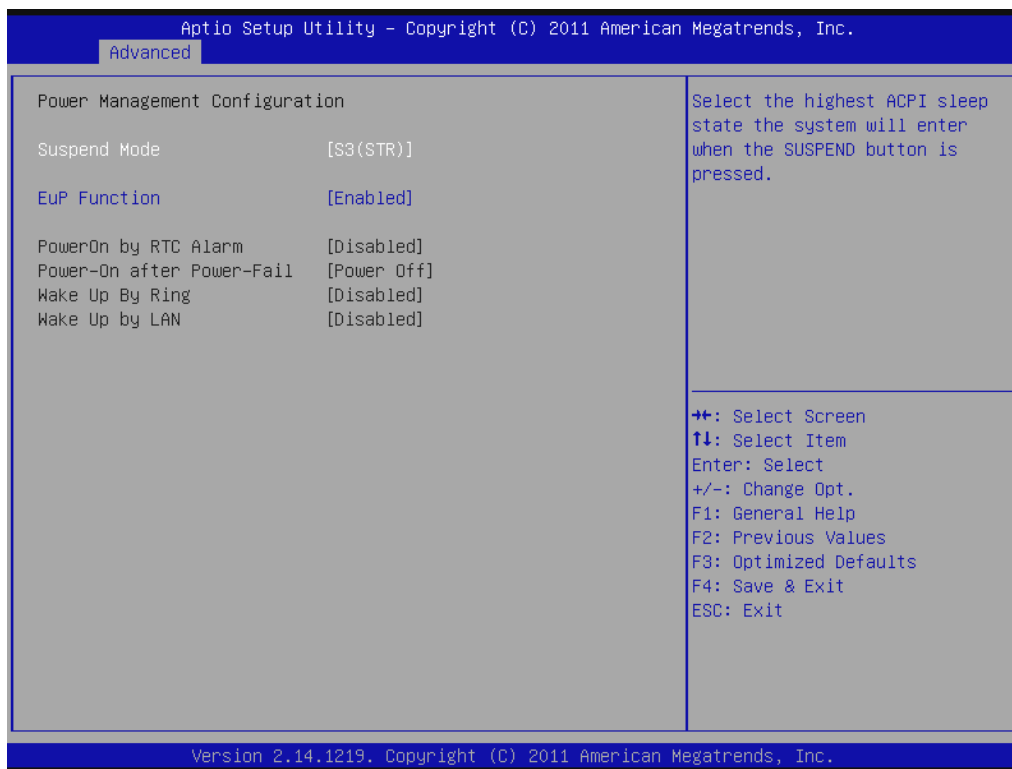 Aptio Setup Utility – Copyright (C) 2011 American Megatrends, Inc.
Advanced
Power Management Configuration
Suspend Mode [S3(STR)]
EuP Function [Enabled]
PowerOn by RTC Alarm [Disabled]
Power-On after Power-Fail [Power Off]
Wake Up By Ring [Disabled]
Wake Up by LAN [Disabled]
Select the highest ACPI sleep
state the system will enter
when the SUSPEND button is
pressed.
→←: Select Screen
↑↓: Select Item
Enter: Select
+/-: Change Opt.
F1: General Help
F2: Previous Values
F3: Optimized Defaults
F4: Save & Exit
ESC: Exit
Version 2.14.1219. Copyright (C) 2011 American Megatrends, Inc.